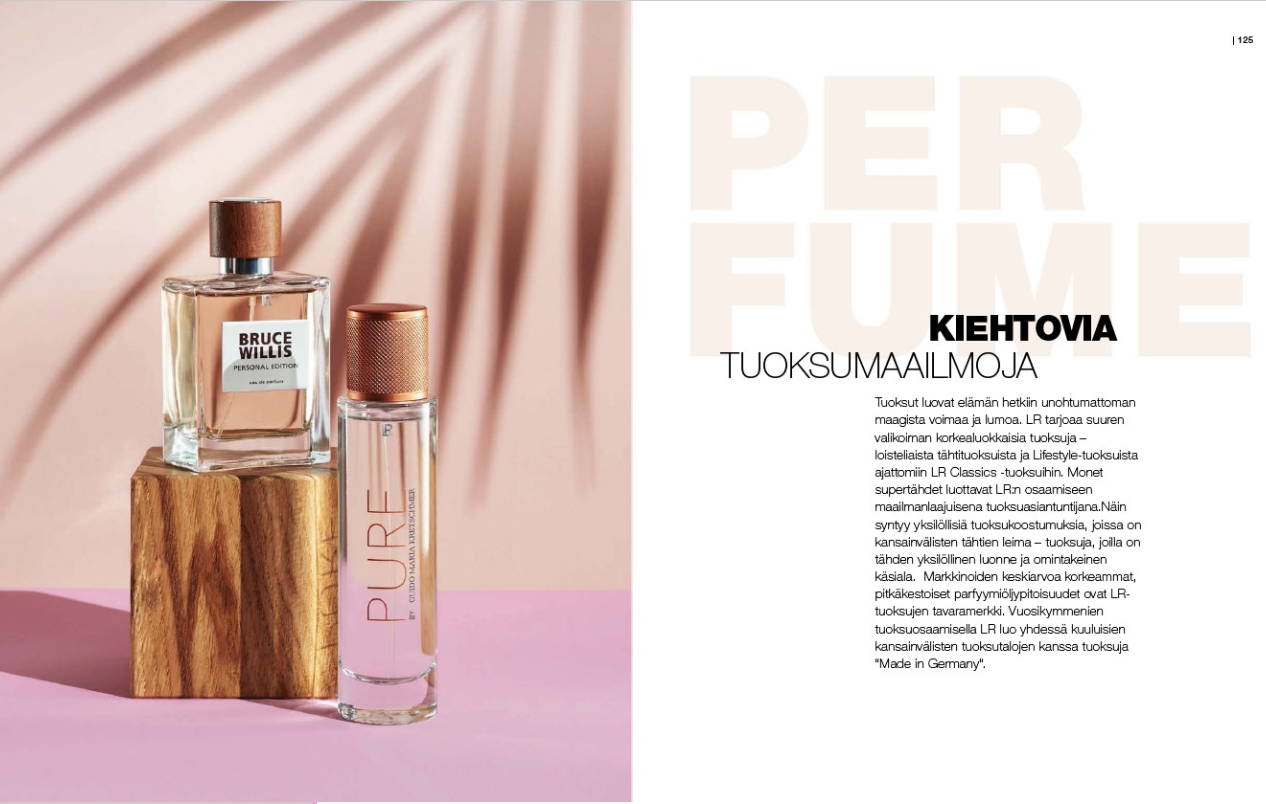 BRUCE
WILLIS
PERSONAL EDITION
eau de parfum
PURE
BY GUIDO MARIA KRETSCHMER
| 125
PER
FUME
KIEHTOVIA
TUOKSUMAAILMOJA
Tuoksut luovat elämän hetkiin unohtumattoman
maagista voimaa ja lumoa. LR tarjoaa suuren
valikoiman korkealuokkaisia tuoksuja –
loisteliaista tähtituoksuista ja Lifestyle-tuoksuista
ajattomiin LR Classics -tuoksuihin. Monet
supertähdet luottavat LR:n osaamiseen
maailmanlaajuisena tuoksuasiantuntijana.Näin
syntyy yksilöllisiä tuoksukoostumuksia, joissa on
kansainvälisten tähtien leima – tuoksuja, joilla on
tähden yksilöllinen luonne ja omintakeinen
käsiala.  Markkinoiden keskiarvoa korkeammat,
pitkäkestoiset parfyymiöljypitoisuudet ovat LR-
tuoksujen tavaramerkki. Vuosikymmenien
tuoksuosaamisella LR luo yhdessä kuuluisien
kansainvälisten tuoksutalojen kanssa tuoksuja
"Made in Germany".